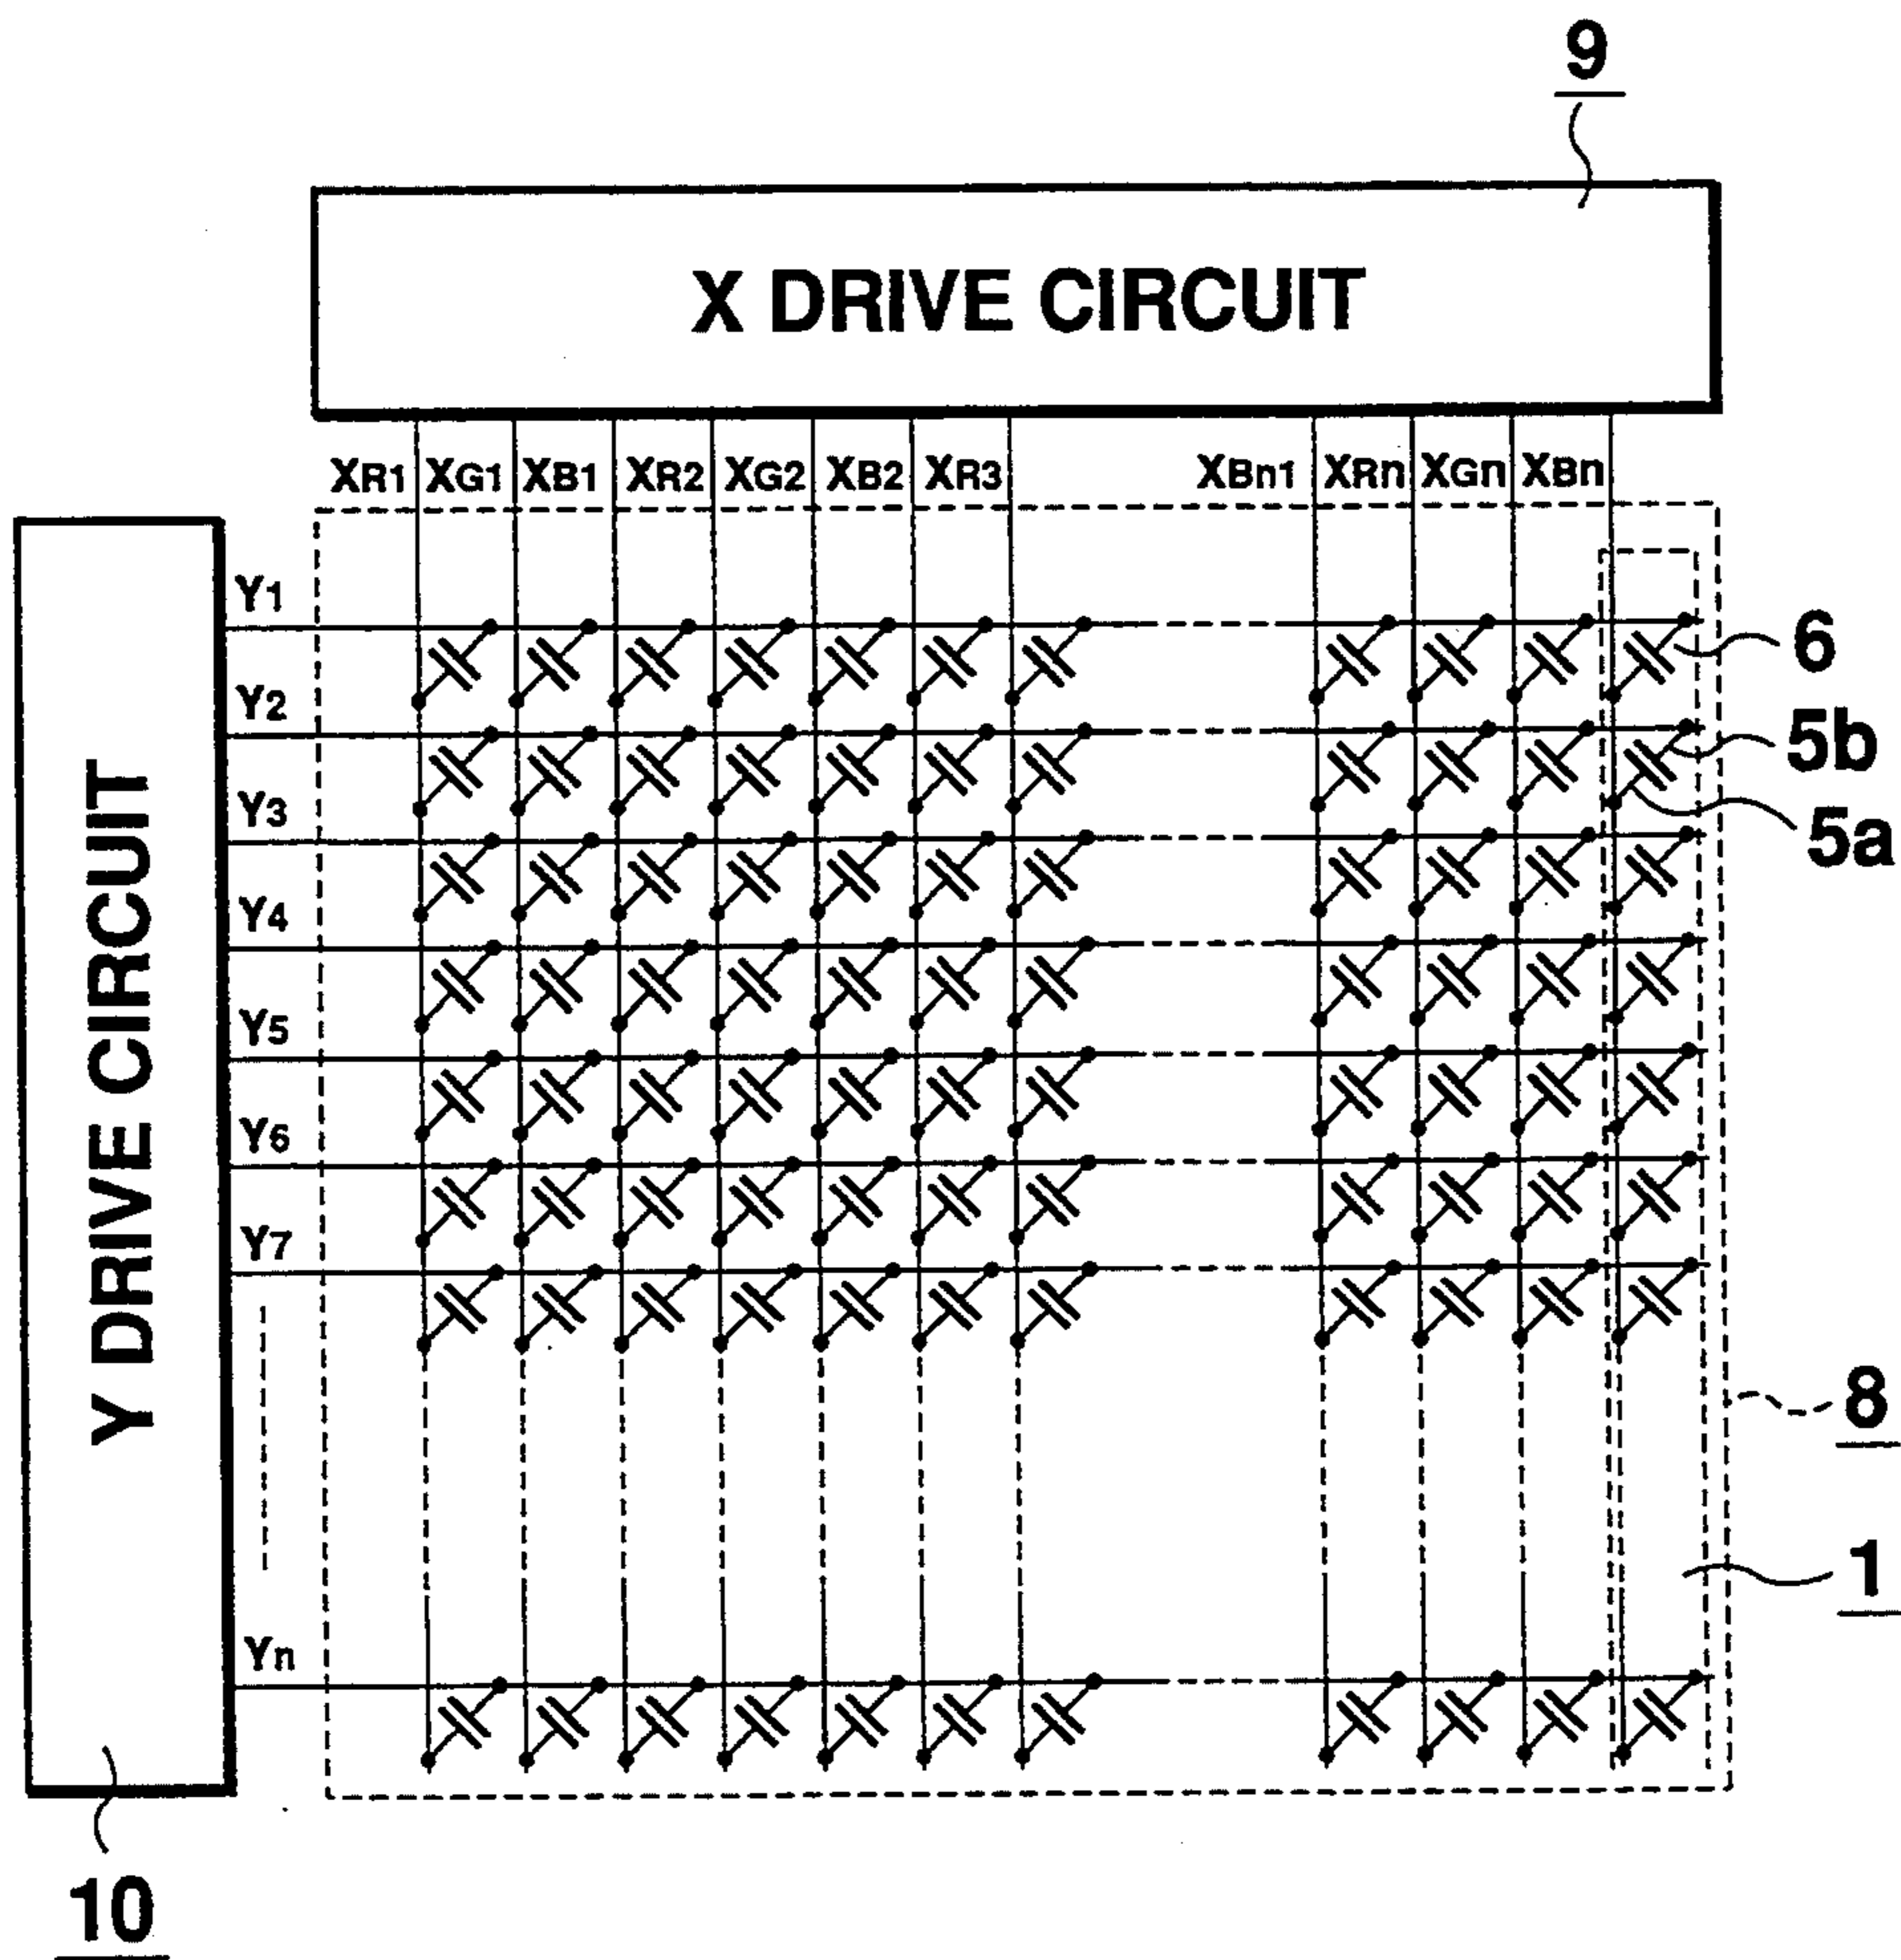 9
X DRIVE CIRCUIT
XR1 XG1 XB1 XR2 XG2 XB2 XR3 XBn1 XRn XGn XBn
Y1
6
Y2
5b
Y3
5a
Y4
Y5
Y6
Y7
Y DRIVE CIRCUIT
8
1
Yn
10